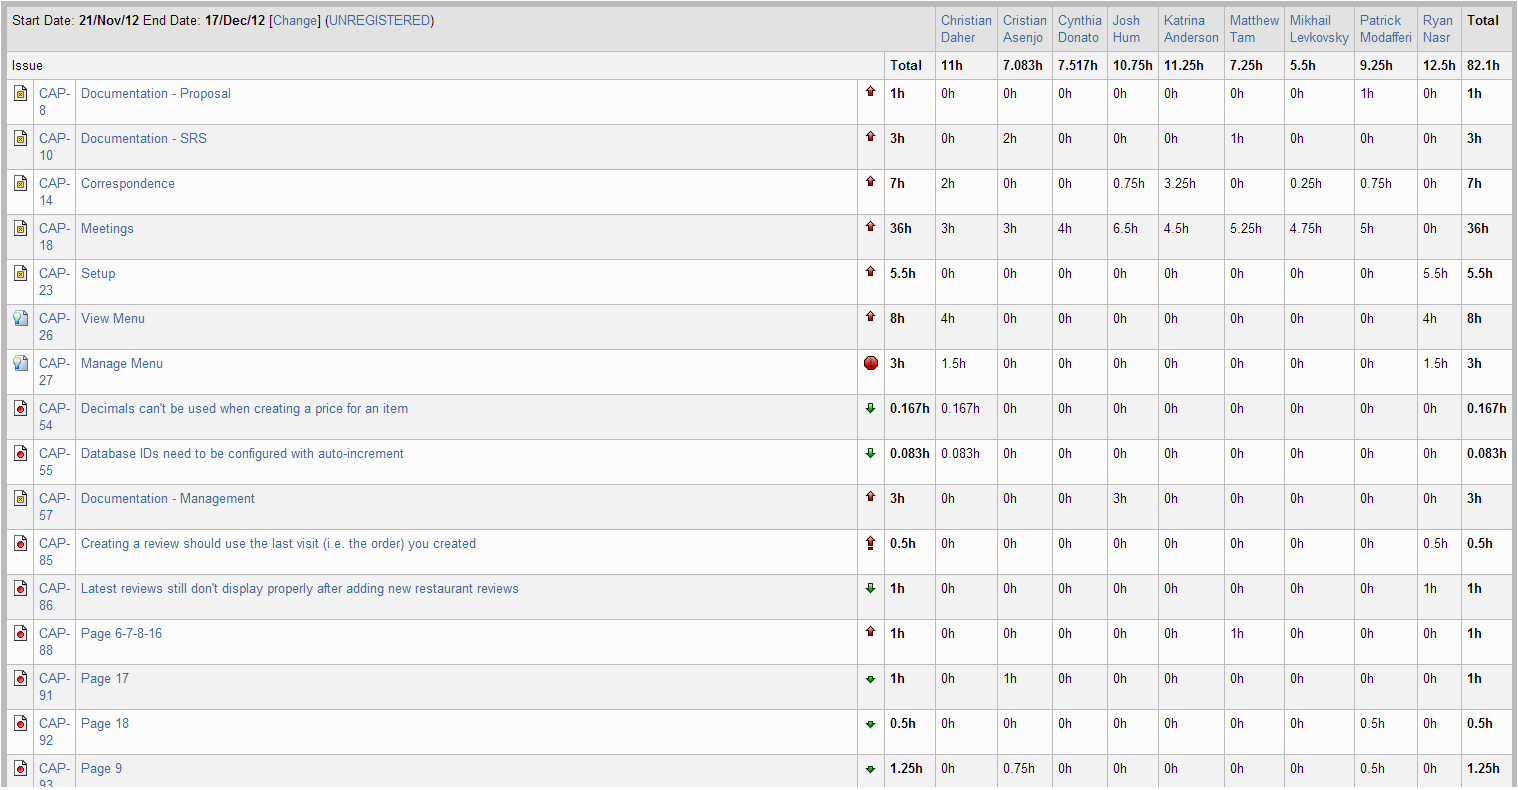 Start Date: 21/Nov/12 End Date: 17/Dec/12 [Change] (UNREGISTERED) Christian Daher Cristian Asenjo Cynthia Donato Josh Hum Katrina Anderson Matthew Tam Mikhail Levkovsky Patrick Modafferi Ryan Nasr Total
Issue Total 11h 7.083h 7.517h 10.75h 11.25h 7.25h 5.5h 9.25h 12.5h 82.1h
CAP-8 Documentation - Proposal 1h 0h 0h 0h 0h 0h 0h 0h 1h 0h 1h
CAP-10 Documentation - SRS 3h 0h 2h 0h 0h 0h 1h 0h 0h 0h 3h
CAP-14 Correspondence 7h 2h 0h 0h 0.75h 3.25h 0h 0.25h 0.75h 0h 7h
CAP-18 Meetings 36h 3h 3h 4h 6.5h 4.5h 5.25h 4.75h 5h 0h 36h
CAP-23 Setup 5.5h 0h 0h 0h 0h 0h 0h 0h 0h 5.5h 5.5h
CAP-26 View Menu 8h 4h 0h 0h 0h 0h 0h 0h 0h 4h 8h
CAP-27 Manage Menu 3h 1.5h 0h 0h 0h 0h 0h 0h 0h 1.5h 3h
CAP-54 Decimals can't be used when creating a price for an item 0.167h 0.167h 0h 0h 0h 0h 0h 0h 0h 0h 0.167h
CAP-55 Database IDs need to be configured with auto-increment 0.083h 0.083h 0h 0h 0h 0h 0h 0h 0h 0h 0.083h
CAP-57 Documentation - Management 3h 0h 0h 0h 3h 0h 0h 0h 0h 0h 3h
CAP-85 Creating a review should use the last visit (i.e. the order) you created 0.5h 0h 0h 0h 0h 0h 0h 0h 0h 0.5h 0.5h
CAP-86 Latest reviews still don't display properly after adding new restaurant reviews 1h 0h 0h 0h 0h 0h 0h 0h 0h 1h 1h
CAP-88 Page 6-7-8-16 1h 0h 0h 0h 0h 0h 1h 0h 0h 0h 1h
CAP-91 Page 17 1h 0h 1h 0h 0h 0h 0h 0h 0h 0h 1h
CAP-92 Page 18 0.5h 0h 0h 0h 0h 0h 0h 0h 0.5h 0h 0.5h
CAP-93 Page 9 1.25h 0h 0.75h 0h 0h 0h 0h 0h 0.5h 0h 1.25h